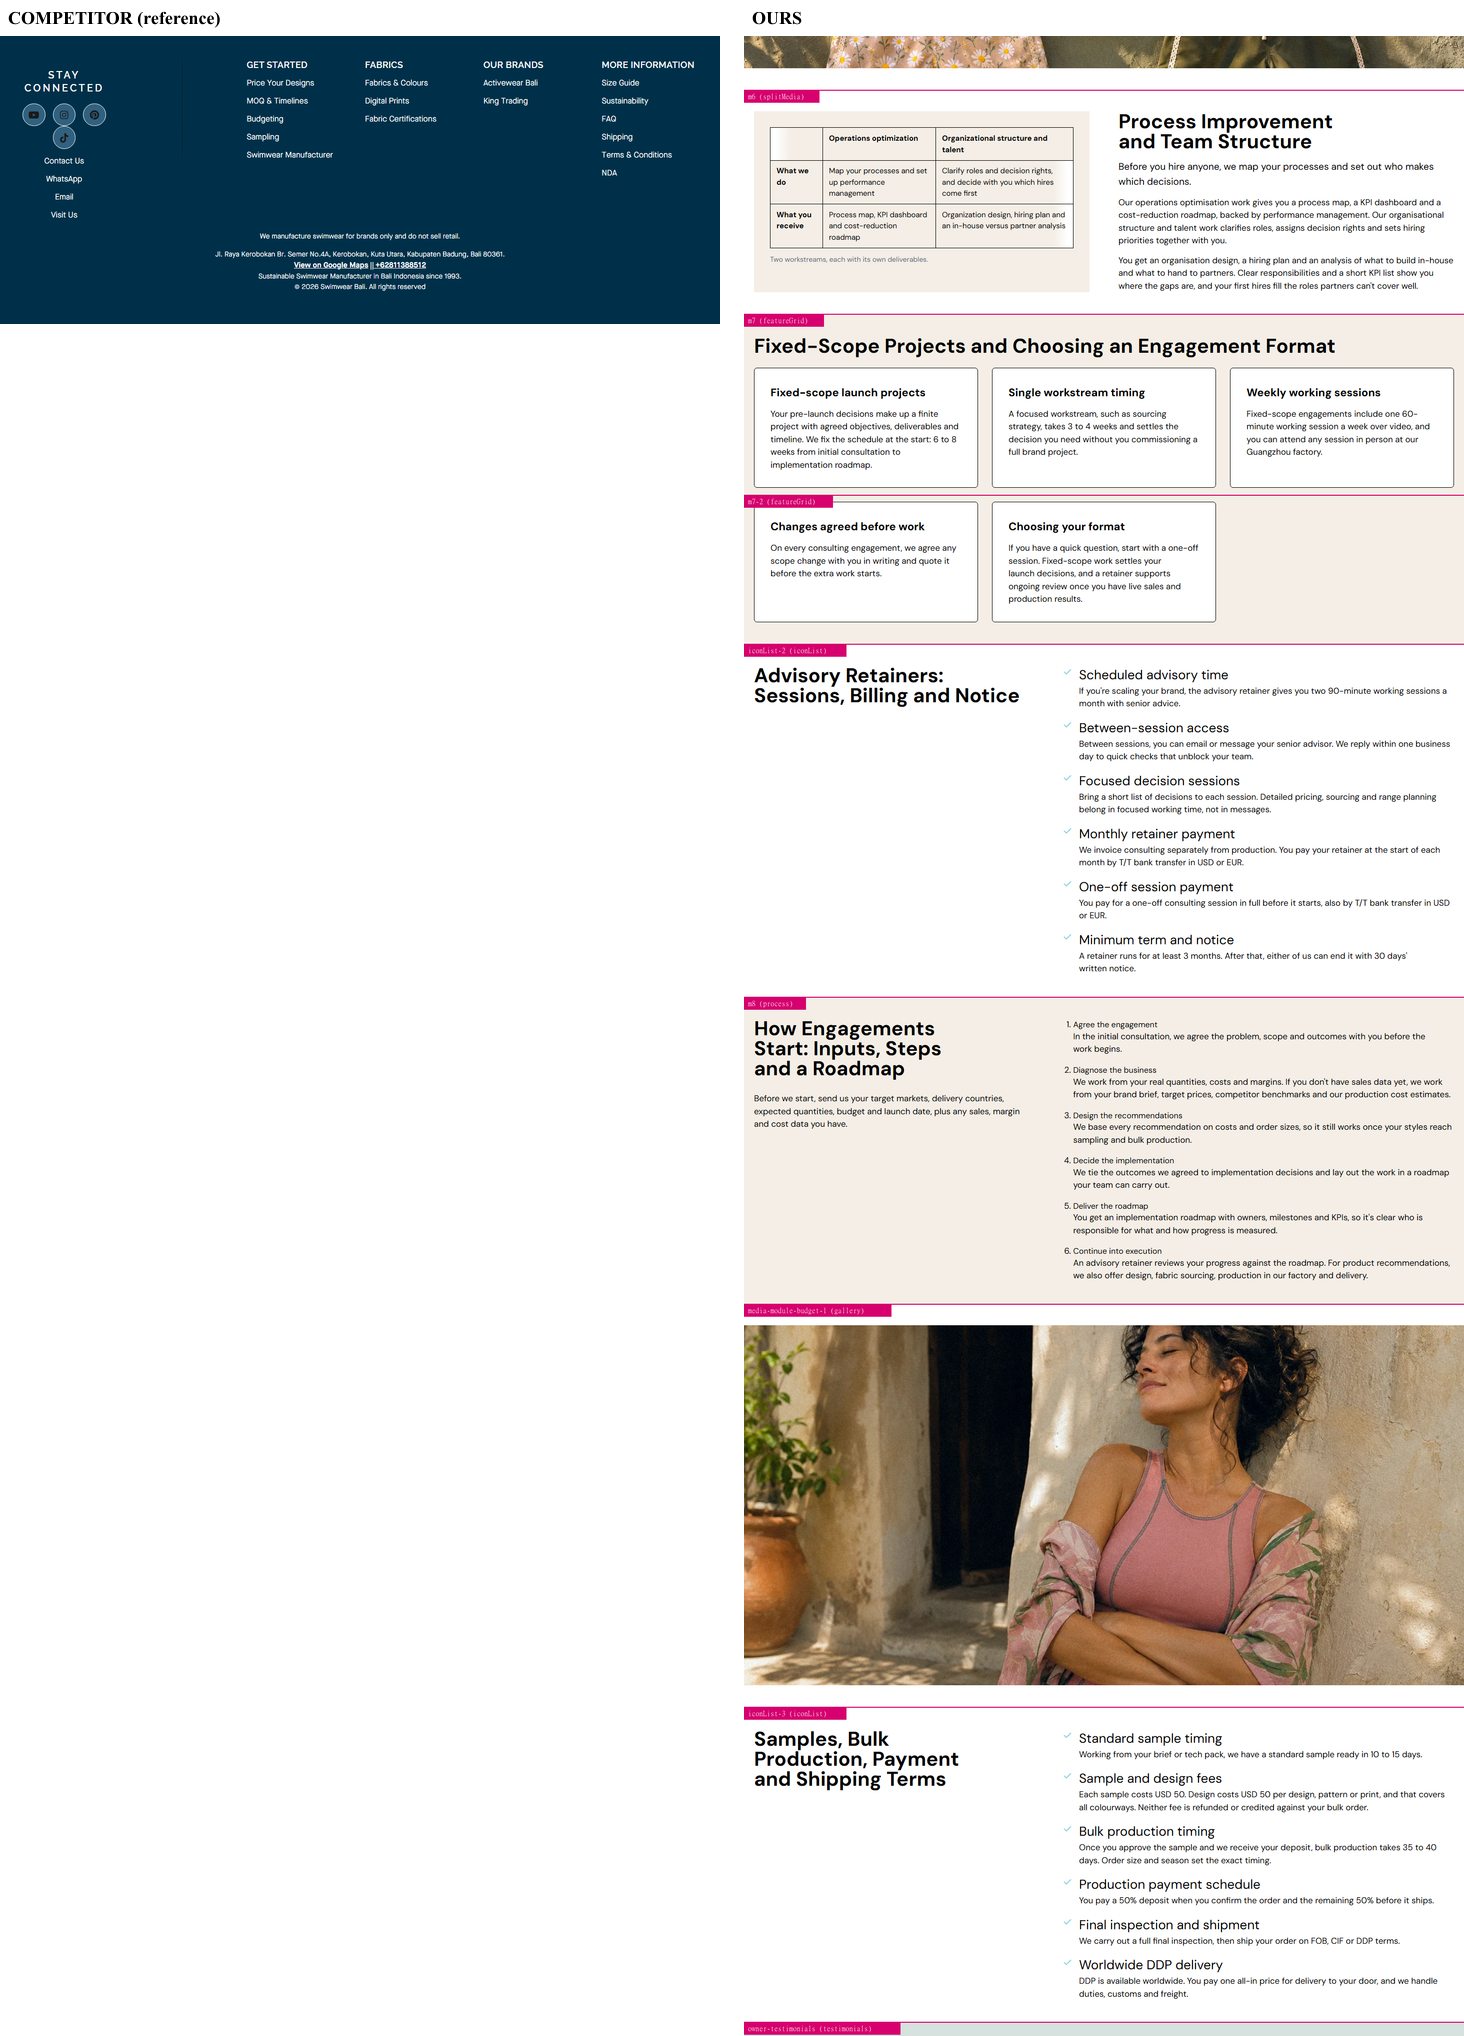 COMPETITOR (reference)
STAY
CONNECTED
Contact Us
WhatsApp
Email
Visit Us
GET STARTED
Price Your Designs
MOQ & Timelines
Budgeting
Sampling
Swimwear Manufacturer
FABRICS
Fabrics & Colours
Digital Prints
Fabric Certifications
OUR BRANDS
Activewear Bali
King Trading
MORE INFORMATION
Size Guide
Sustainability
FAQ
Shipping
Terms & Conditions
NDA
We manufacture swimwear for brands only and do not sell retail.
Jl. Raya Kerobokan Br. Semer No.4A, Kerobokan, Kuta Utara, Kabupaten Badung, Bali 80361.
View on Google Maps || +62811388512
Sustainable Swimwear Manufacturer in Bali Indonesia since 1993.
© 2026 Swimwear Bali. All rights reserved
OURS
m6 (splitMedia)
Operations optimization
Organizational structure and
talent
What we
do
Map your processes and set
up performance
management
Clarify roles and decision rights,
and decide with you which hires
come first
What you
receive
Process map, KPI dashboard
and cost-reduction
roadmap
Organization design, hiring plan and
an in-house versus partner analysis
Two workstreams, each with its own deliverables.
Process Improvement
and Team Structure
Before you hire anyone, we map your processes and set out who makes
which decisions.
Our operations optimisation work gives you a process map, a KPI dashboard and a
cost-reduction roadmap, backed by performance management. Our organisational
structure and talent work clarifies roles, assigns decision rights and sets hiring
priorities together with you.
You get an organisation design, a hiring plan and an analysis of what to build in-house
and what to hand to partners. Clear responsibilities and a short KPI list show you
where the gaps are, and your first hires fill the roles partners can't cover well.
m7 (featureGrid)
Fixed-Scope Projects and Choosing an Engagement Format
Fixed-scope launch projects
Your pre-launch decisions make up a finite
project with agreed objectives, deliverables and
timeline. We fix the schedule at the start: 6 to 8
weeks from initial consultation to
implementation roadmap.
Single workstream timing
A focused workstream, such as sourcing
strategy, takes 3 to 4 weeks and settles the
decision you need without you commissioning a
full brand project.
Weekly working sessions
Fixed-scope engagements include one 60-
minute working session a week over video, and
you can attend any session in person at our
Guangzhou factory.
m7-2 (featureGrid)
Changes agreed before work
On every consulting engagement, we agree any
scope change with you in writing and quote it
before the extra work starts.
Choosing your format
If you have a quick question, start with a one-off
session. Fixed-scope work settles your
launch decisions, and a retainer supports
ongoing review once you have live sales and
production results.
iconList-2 (iconList)
Advisory Retainers:
Sessions, Billing and Notice
Scheduled advisory time
If you're scaling your brand, the advisory retainer gives you two 90-minute working sessions a
month with senior advice.
Between-session access
Between sessions, you can email or message your senior advisor. We reply within one business
day to quick checks that unblock your team.
Focused decision sessions
Bring a short list of decisions to each session. Detailed pricing, sourcing and range planning
belong in focused working time, not in messages.
Monthly retainer payment
We invoice consulting separately from production. You pay your retainer at the start of each
month by T/T bank transfer in USD or EUR.
One-off session payment
You pay for a one-off consulting session in full before it starts, also by T/T bank transfer in USD
or EUR.
Minimum term and notice
A retainer runs for at least 3 months. After that, either of us can end it with 30 days'
written notice.
m8 (process)
How Engagements
Start: Inputs, Steps
and a Roadmap
Before we start, send us your target markets, delivery countries,
expected quantities, budget and launch date, plus any sales, margin
and cost data you have.
1. Agree the engagement
In the initial consultation, we agree the problem, scope and outcomes with you before the
work begins.
2. Diagnose the business
We work from your real quantities, costs and margins. If you don't have sales data yet, we work
from your brand brief, target prices, competitor benchmarks and our production cost estimates.
3. Design the recommendations
We base every recommendation on costs and order sizes, so it still works once your styles reach
sampling and bulk production.
4. Decide the implementation
We tie the outcomes we agreed to implementation decisions and lay out the work in a roadmap
your team can carry out.
5. Deliver the roadmap
You get an implementation roadmap with owners, milestones and KPIs, so it's clear who is
responsible for what and how progress is measured.
6. Continue into execution
An advisory retainer reviews your progress against the roadmap. For product recommendations,
we also offer design, fabric sourcing, production in our factory and delivery.
media-module-budget-1 (gallery)
iconList-3 (iconList)
Samples, Bulk
Production, Payment
and Shipping Terms
Standard sample timing
Working from your brief or tech pack, we have a standard sample ready in 10 to 15 days.
Sample and design fees
Each sample costs USD 50. Design costs USD 50 per design, pattern or print, and that covers
all colourways. Neither fee is refunded or credited against your bulk order.
Bulk production timing
Once you approve the sample and we receive your deposit, bulk production takes 35 to 40
days. Order size and season set the exact timing.
Production payment schedule
You pay a 50% deposit when you confirm the order and the remaining 50% before it ships.
Final inspection and shipment
We carry out a full final inspection, then ship your order on FOB, CIF or DDP terms.
Worldwide DDP delivery
DDP is available worldwide. You pay one all-in price for delivery to your door, and we handle
duties, customs and freight.
owner-testimonials (testimonials)